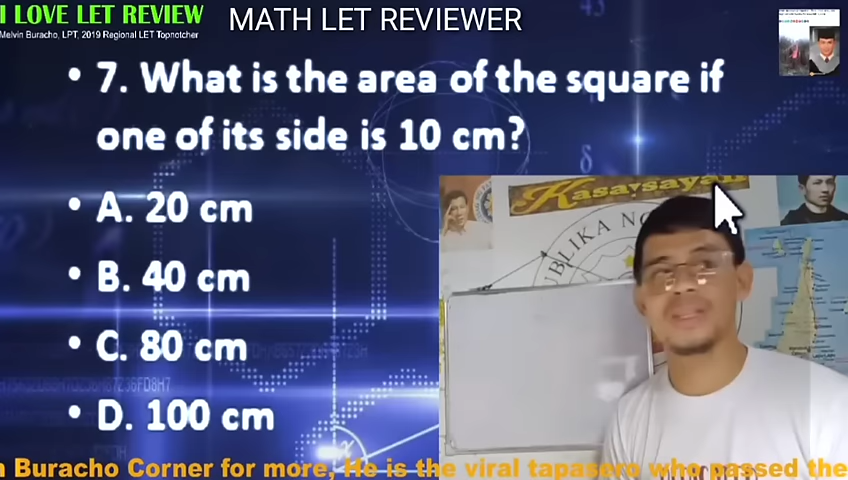 I LOVE LET REVIEW
Melvin Buracho, LPT, 2019 Regional LET Topnotcher
MATH LET REVIEWER
• 7. What is the area of the square if
one of its side is 10 cm?
• A. 20 cm
• B. 40 cm
• C. 80 cm
• D. 100 cm
Kasaysayan
UBLIKA NG
n Buracho Corner for more, He is the viral tapasero who passed the